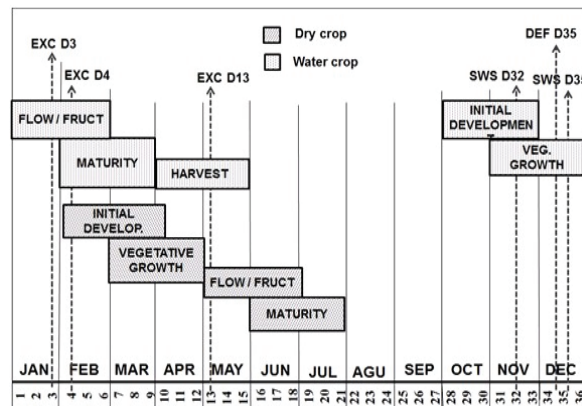 EXC D3
DEF D35
Dry crop
EXC D4
EXC D13
Water crop
SWS D32
SWS D35
FLOW / FRUCT
INITIAL
DEVELOPMEN
T
MATURITY
HARVEST
VEG.
GROWTH
INITIAL
DEVELOP.
VEGETATIVE
GROWTH
FLOW / FRUCT
MATURITY
JAN FEB MAR APR MAY JUN JUL AGU SEP OCT NOV DEC
1 2 3 4 5 6 7 8 9 10 11 12 13 14 15 16 17 18 19 20 21 22 23 24 25 26 27 28 29 30 31 32 33 34 35 36